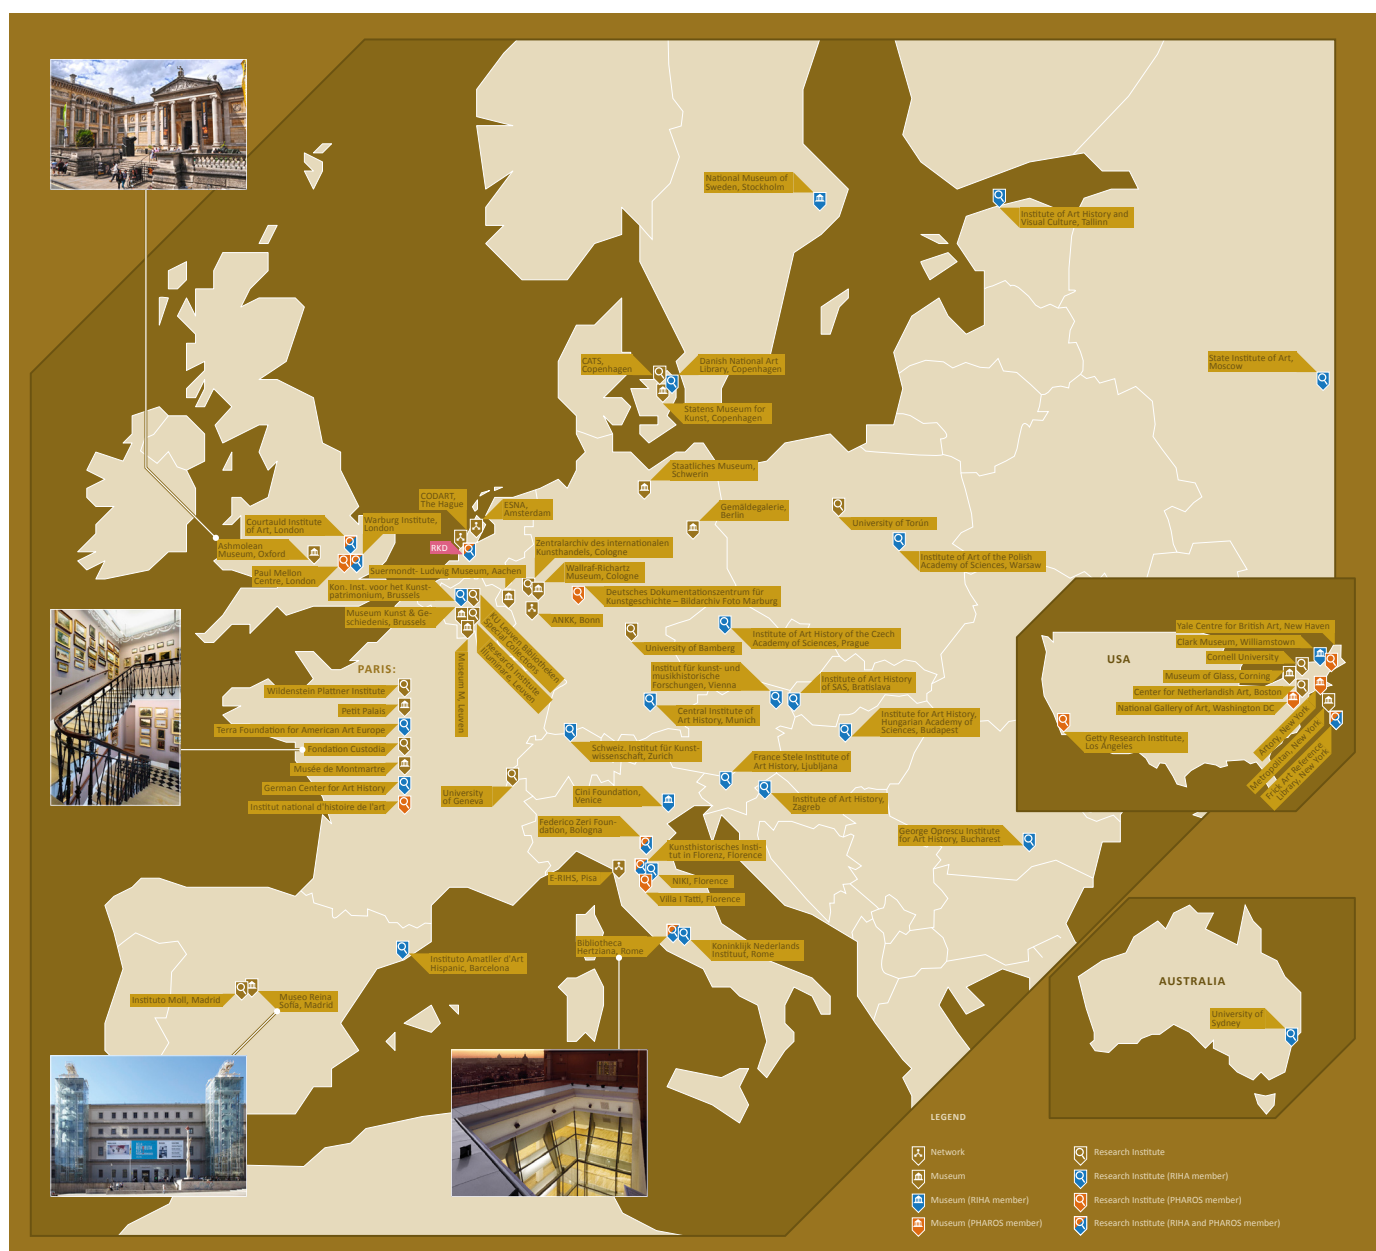 National Museum of
Sweden, Stockholm
Institute of Art History and
Visual Culture, Tallinn
CATS,
Copenhagen
Danish National Art
Library, Copenhagen
Statens Museum for
Kunst, Copenhagen
State Institute of Art,
Moscow
Staatliches Museum,
Schwerin
Gemäldegalerie,
Berlin
University of Torún
Institute of Art of the Polish
Academy of Sciences, Warsaw
CODART,
The Hague
ESNA,
Amsterdam
RKD
Courtauld Institute
of Art, London
Warburg Institute,
London
Ashmolean
Museum, Oxford
Paul Mellon
Centre, London
Zentralarchiv des internationalen
Kunsthandels, Cologne
Suermondt- Ludwig Museum, Aachen
Wallraf-Richartz
Museum, Cologne
Kon. Inst. voor het Kunst-
patrimonium, Brussels
Museum Kunst & Ge-
schiedenis, Brussels
Deutsches Dokumentationszentrum für
Kunstgeschichte – Bildarchiv Foto Marburg
ANKK, Bonn
KU Leuven Bibliotheken
Special Collections
Research Institute
Illuminare, Leuven
Museum M, Leuven
University of Bamberg
Institute of Art History of the Czech
Academy of Sciences, Prague
Institut für kunst- und
musikhistorische
Forschungen, Vienna
Institute of Art History
of SAS, Bratislava
Central Institute of
Art History, Munich
Institute for Art History,
Hungarian Academy of
Sciences, Budapest
Schweiz. Institut für Kunst-
wissenschaft, Zurich
France Stele Institute of
Art History, Ljubljana
Institute of Art History,
Zagreb
University
of Geneva
Cini Foundation,
Venice
Federico Zeri Foun-
dation, Bologna
George Oprescu Institute
for Art History, Bucharest
Kunsthistorisches Insti-
tut in Florenz, Florence
E-RIHS, Pisa
NIKI, Florence
Villa I Tatti, Florence
Bibliotheca
Hertziana, Rome
Koninklijk Nederlands
Instituut, Rome
PARIS:
Wildenstein Plattner Institute
Petit Palais
Terra Foundation for American Art Europe
Fondation Custodia
Musée de Montmartre
German Center for Art History
Institut national d'histoire de l'art
Instituto Amatller d'Art
Hispanic, Barcelona
Instituto Moll, Madrid
Museo Reina
Sofía, Madrid
USA
Yale Centre for British Art, New Haven
Clark Museum, Williamstown
Cornell University
Museum of Glass, Corning
Center for Netherlandish Art, Boston
National Gallery of Art, Washington DC
Getty Research Institute,
Los Angeles
Artory, New York
Metropolitan, New York
Frick Art Reference
Library, New York
AUSTRALIA
University of
Sydney
LEGEND
Network
Museum
Museum (RIHA member)
Museum (PHAROS member)
Research Institute
Research Institute (RIHA member)
Research Institute (PHAROS member)
Research Institute (RIHA and PHAROS member)